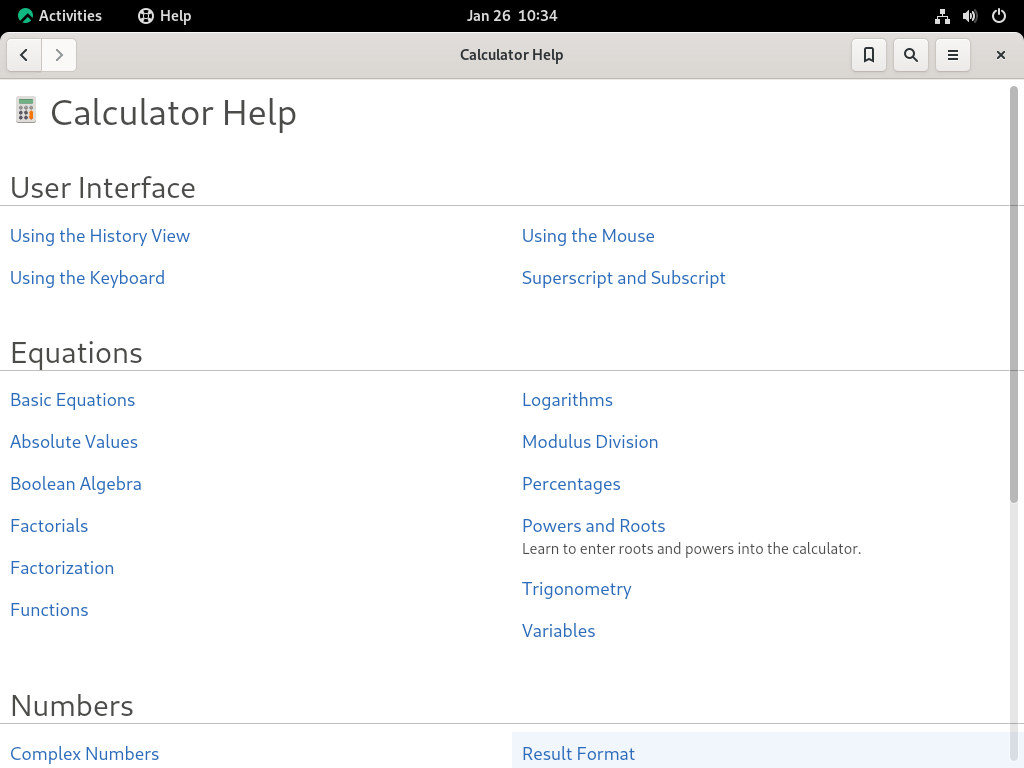 Activities
Help
Jan 26 10:34
Calculator Help
Calculator Help
User Interface
Using the History View
Using the Mouse
Using the Keyboard
Superscript and Subscript
Equations
Basic Equations
Absolute Values
Boolean Algebra
Factorials
Factorization
Functions
Logarithms
Modulus Division
Percentages
Powers and Roots
Learn to enter roots and powers into the calculator.
Trigonometry
Variables
Numbers
Complex Numbers
Result Format